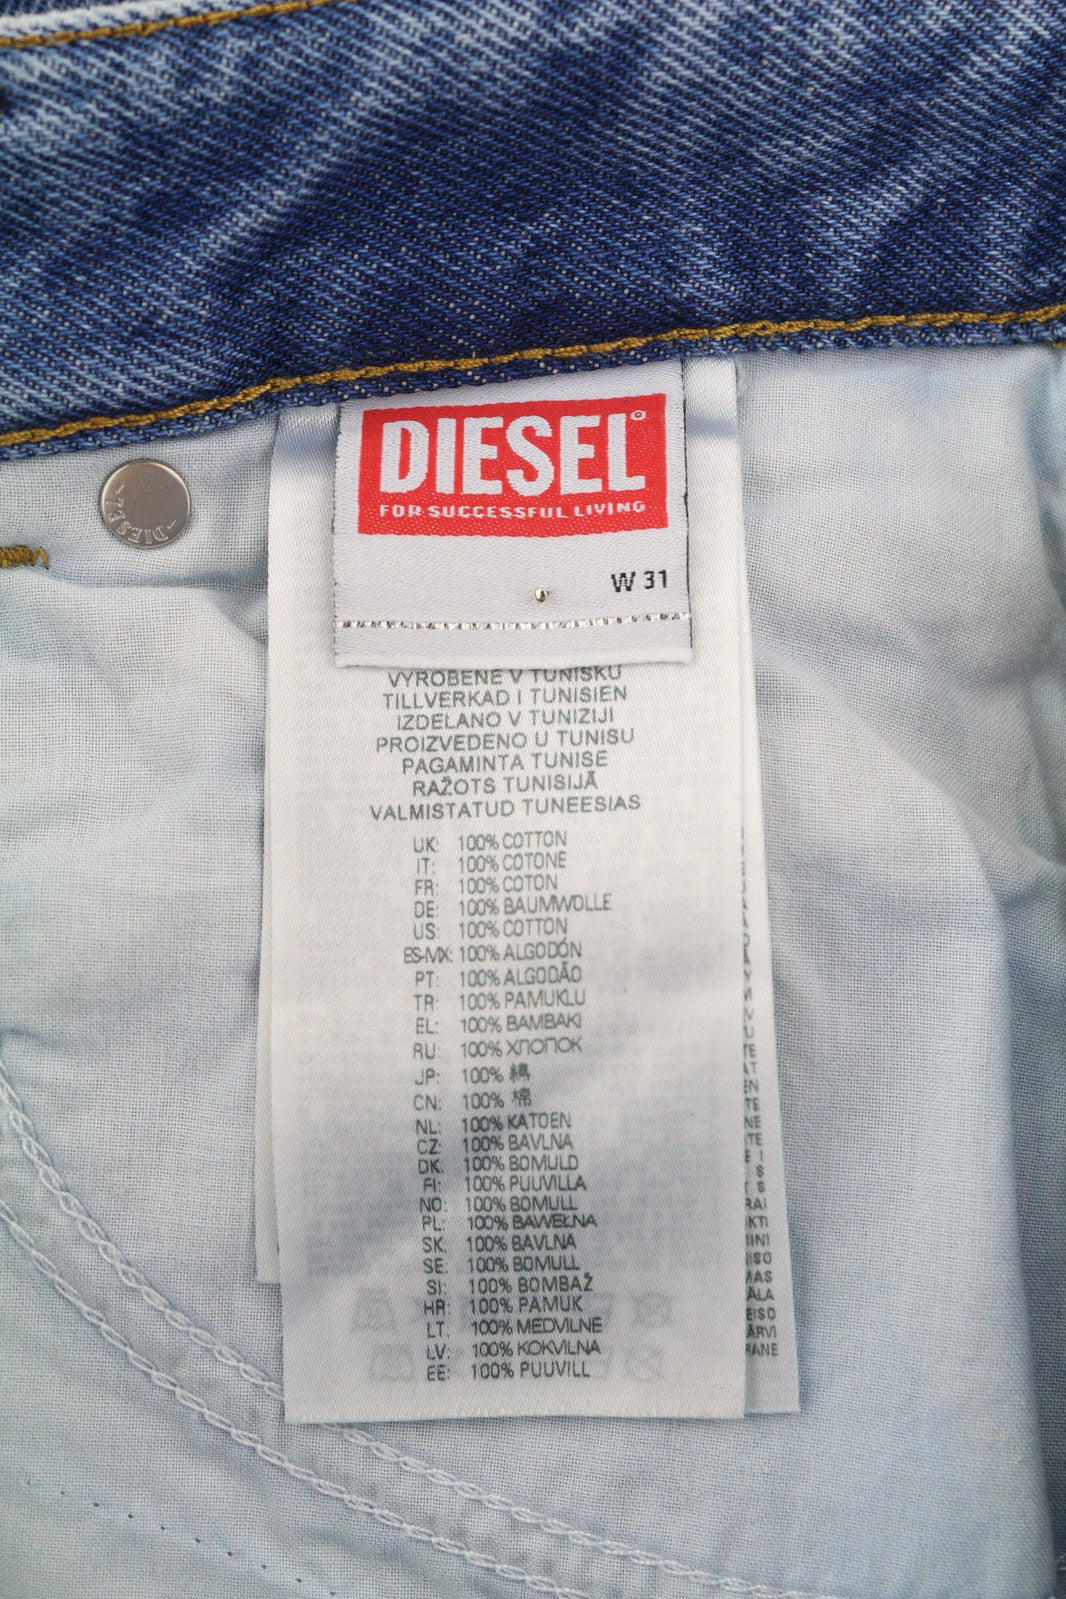 DIESEL
FOR SUCCESSFUL LIVING
W 31
DIESEL
VYROBENE V TUNISKU
TILLVERKAD I TUNISIEN
IZDELANO V TUNIZIJI
PROIZVEDENO U TUNISU
PAGAMINTA TUNISE
RAŽOTS TUNISIJĀ
VALMISTATUD TUNEESIAS
UK: 100% COTTON
IT: 100% COTONE
FR: 100% COTON
DE: 100% BAUMWOLLE
US: 100% COTTON
ES-MX: 100% ALGODÓN
PT: 100% ALGODÃO
TR: 100% PAMUKLU
EL: 100% BAMBAKI
RU: 100% ХЛОПОК
JP: 100% 綿
CN: 100% 棉
NL: 100% KATOEN
CZ: 100% BAVLNA
DK: 100% BOMULD
FI: 100% PUUVILLA
NO: 100% BOMULL
PL: 100% BAWEŁNA
SK: 100% BAVLNA
SE: 100% BOMULL
SI: 100% BOMBAŽ
HR: 100% PAMUK
LT: 100% MEDVILNE
LV: 100% KOKVILNA
EE: 100% PUUVILL